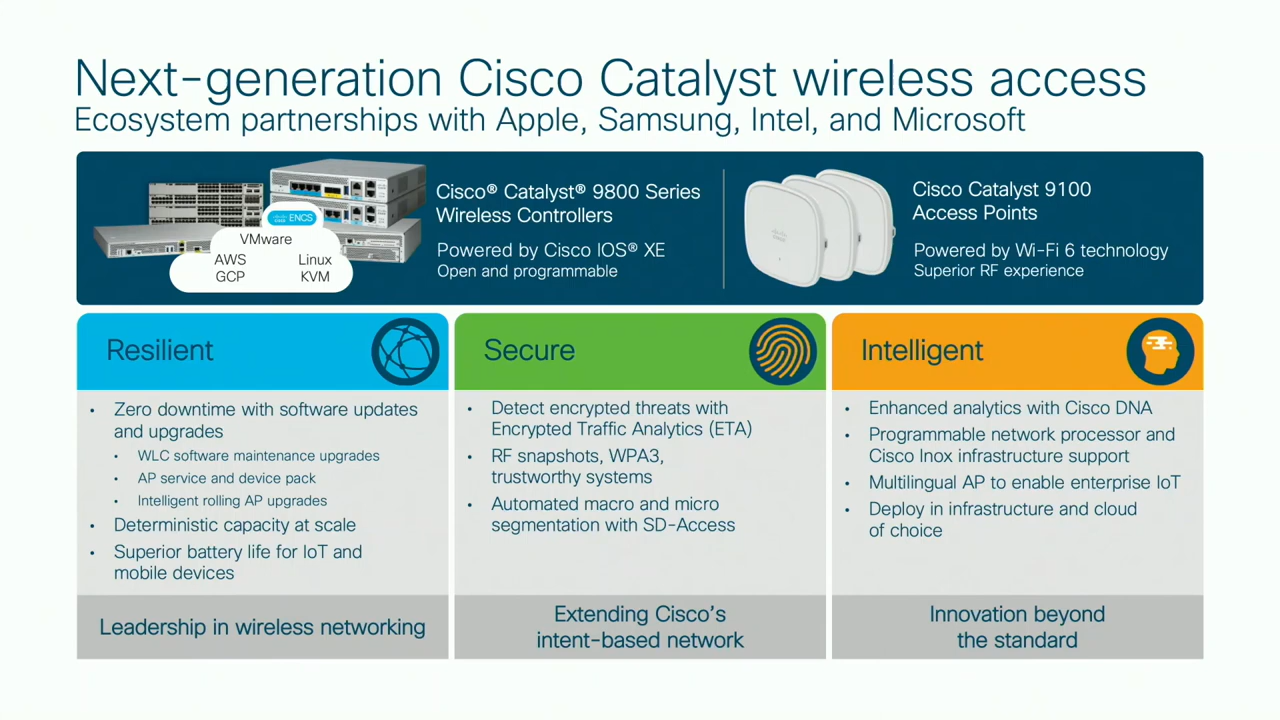 Next-generation Cisco Catalyst wireless access
Ecosystem partnerships with Apple, Samsung, Intel, and Microsoft
ENCS
VMware
AWS Linux
GCP KVM
Cisco® Catalyst® 9800 Series
Wireless Controllers
Powered by Cisco IOS® XE
Open and programmable
Cisco Catalyst 9100
Access Points
Powered by Wi-Fi 6 technology
Superior RF experience
Resilient
• Zero downtime with software updates
and upgrades
• WLC software maintenance upgrades
• AP service and device pack
• Intelligent rolling AP upgrades
• Deterministic capacity at scale
• Superior battery life for IoT and
mobile devices
Leadership in wireless networking
Secure
• Detect encrypted threats with
Encrypted Traffic Analytics (ETA)
• RF snapshots, WPA3,
trustworthy systems
• Automated macro and micro
segmentation with SD-Access
Extending Cisco's
intent-based network
Intelligent
• Enhanced analytics with Cisco DNA
• Programmable network processor and
Cisco Inox infrastructure support
• Multilingual AP to enable enterprise IoT
• Deploy in infrastructure and cloud
of choice
Innovation beyond
the standard